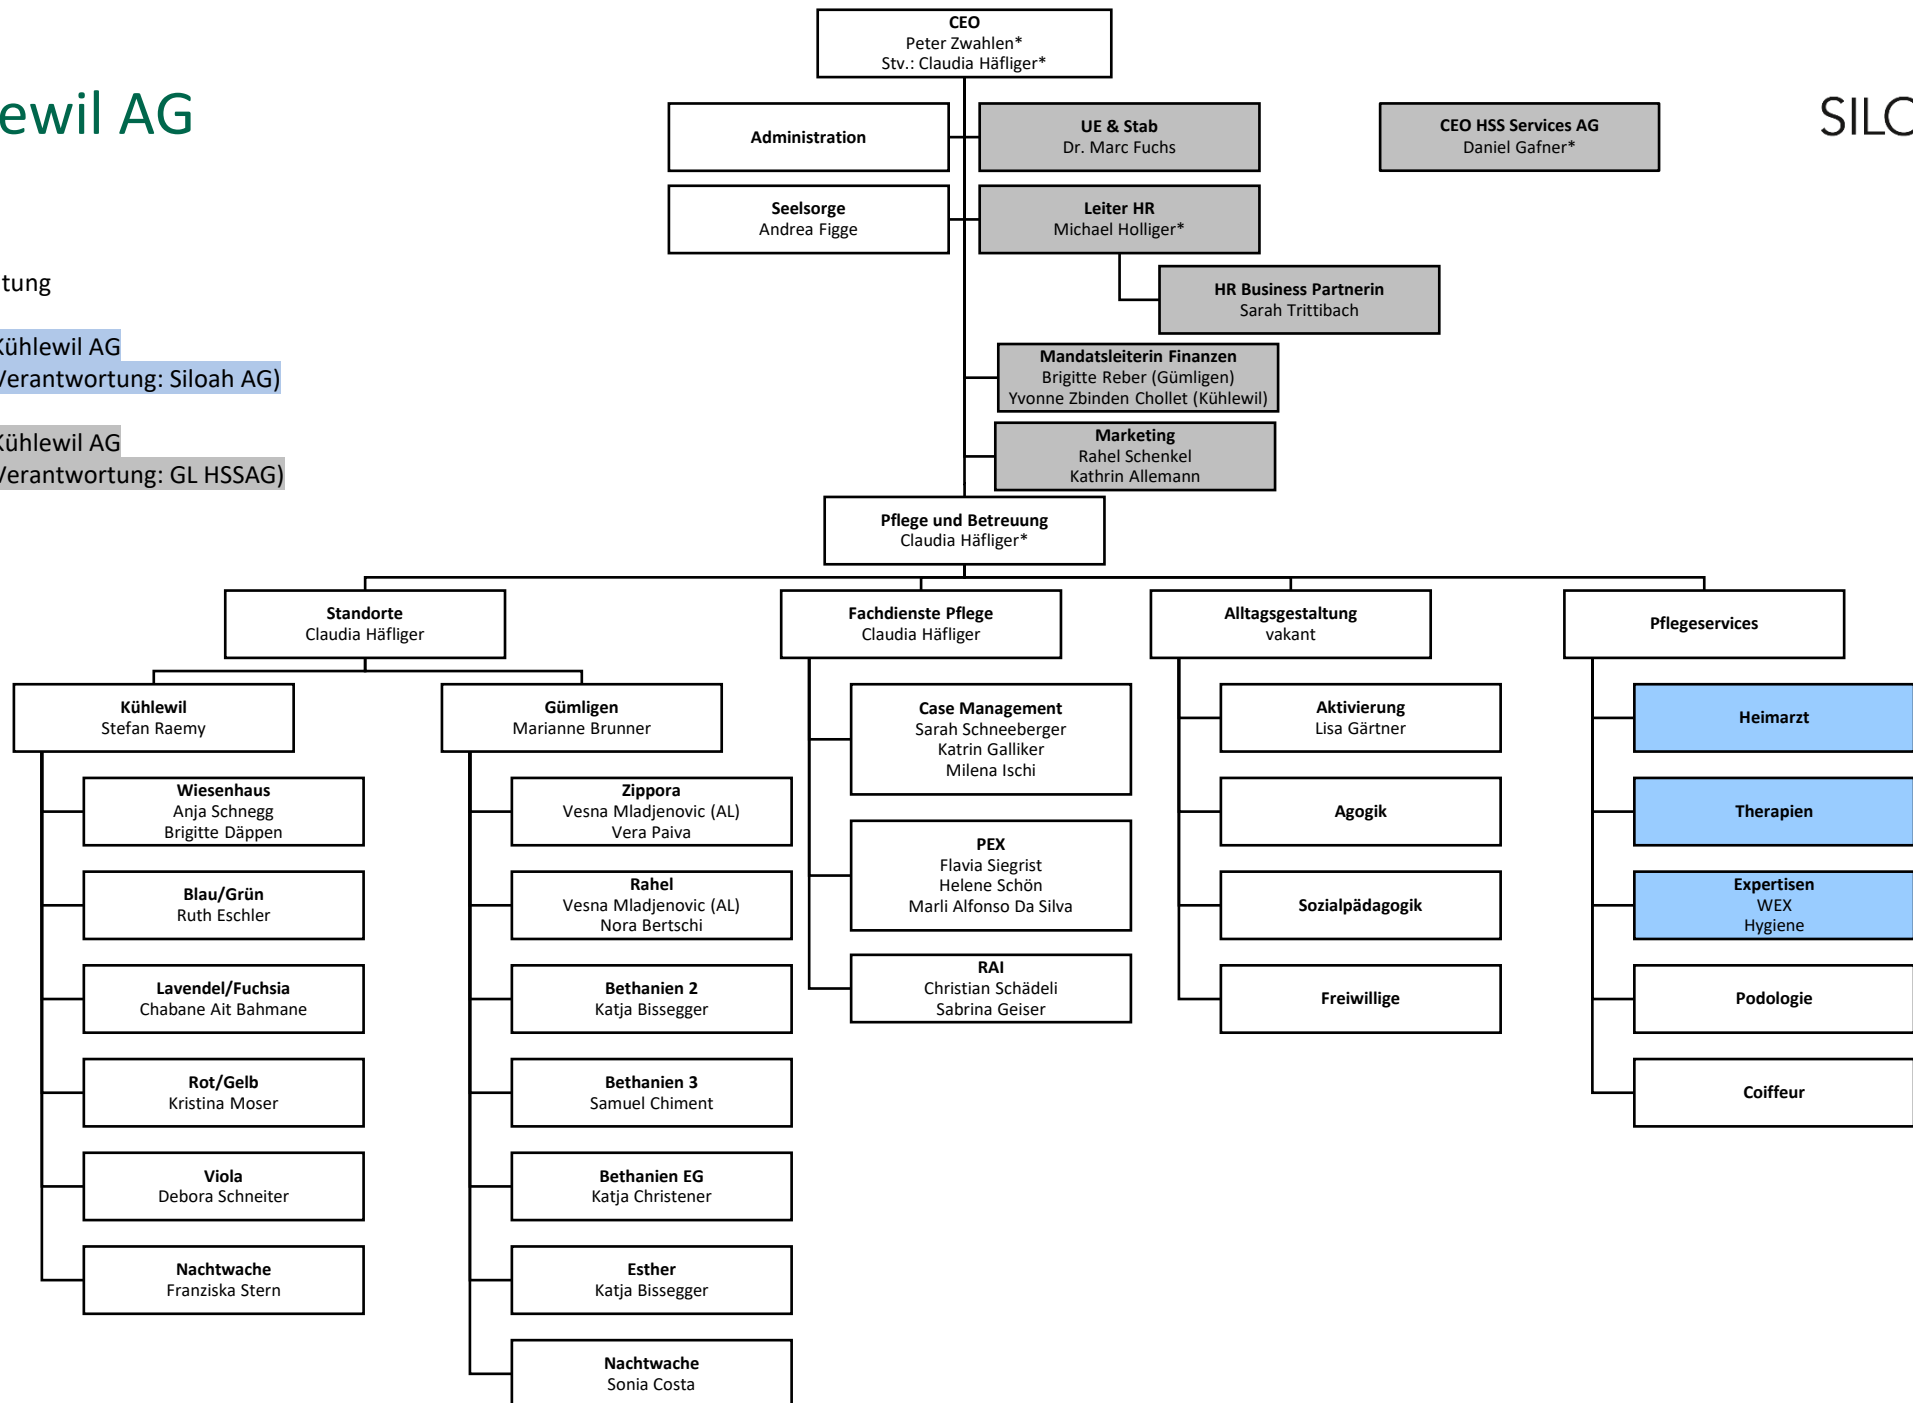 CEO
Peter Zwahlen*
Stv.: Claudia Häfliger*
ewil AG
SILO
Administration
UE & Stab
Dr. Marc Fuchs
CEO HSS Services AG
Daniel Gafner*
Seelsorge
Andrea Figge
Leiter HR
Michael Holliger*
HR Business Partnerin
Sarah Trittibach
tung
Kühlewil AG
Verantwortung: Siloah AG)
Kühlewil AG
Verantwortung: GL HSSAG)
Mandatsleiterin Finanzen
Brigitte Reber (Gümligen)
Yvonne Zbinden Chollet (Kühlewil)
Marketing
Rahel Schenkel
Kathrin Allemann
Pflege und Betreuung
Claudia Häfliger*
Standorte
Claudia Häfliger
Fachdienste Pflege
Claudia Häfliger
Alltagsgestaltung
vakant
Pflegeservices
Kühlewil
Stefan Raemy
Wiesenhaus
Anja Schnegg
Brigitte Däppen
Blau/Grün
Ruth Eschler
Lavendel/Fuchsia
Chabane Ait Bahmane
Rot/Gelb
Kristina Moser
Viola
Debora Schneiter
Nachtwache
Franziska Stern
Gümligen
Marianne Brunner
Zippora
Vesna Mladjenovic (AL)
Vera Paiva
Rahel
Vesna Mladjenovic (AL)
Nora Bertschi
Bethanien 2
Katja Bissegger
Bethanien 3
Samuel Chiment
Bethanien EG
Katja Christener
Esther
Katja Bissegger
Nachtwache
Sonia Costa
Case Management
Sarah Schneeberger
Katrin Galliker
Milena Ischi
PEX
Flavia Siegrist
Helene Schön
Marli Alfonso Da Silva
RAI
Christian Schädeli
Sabrina Geiser
Aktivierung
Lisa Gärtner
Agogik
Sozialpädagogik
Freiwillige
Heimarzt
Therapien
Expertisen
WEX
Hygiene
Podologie
Coiffeur